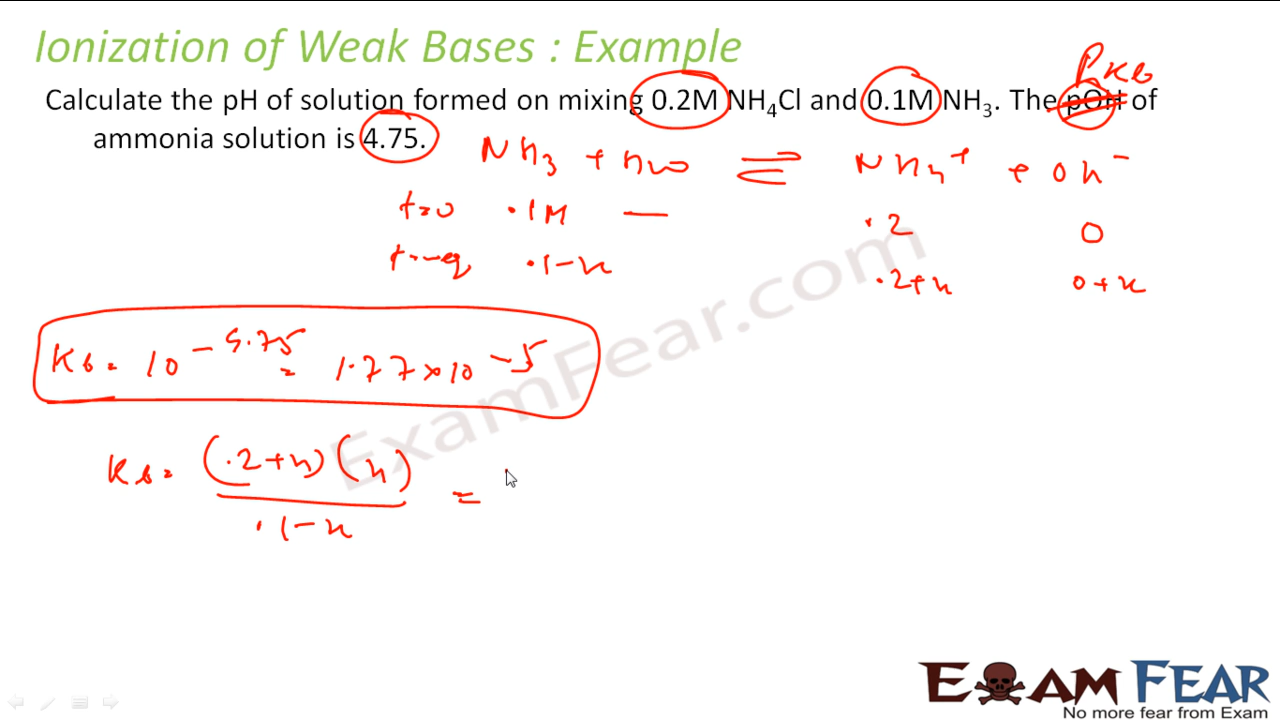 Ionization of Weak Bases : Example
PKb
Calculate the pH of solution formed on mixing 0.2M NH₄Cl and 0.1M NH₃. The pOH of
ammonia solution is 4.75.
NH₃ + H₂O ⇌ NH₄⁺ + OH⁻
t=0 .1M — .2 0
t=eq .1-x .2+x 0+x
Kb = 10^-4.75 = 1.77×10^-5
Kb = (.2+x)(x) =
.1-x
ExamFear.com
EXAM FEAR
No more fear from Exam